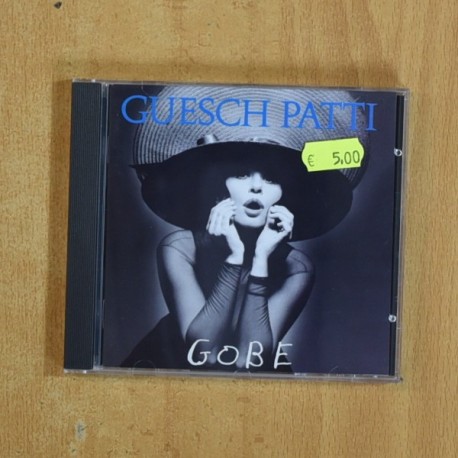 GUESCH PATTI
€ 5,00
GOBE